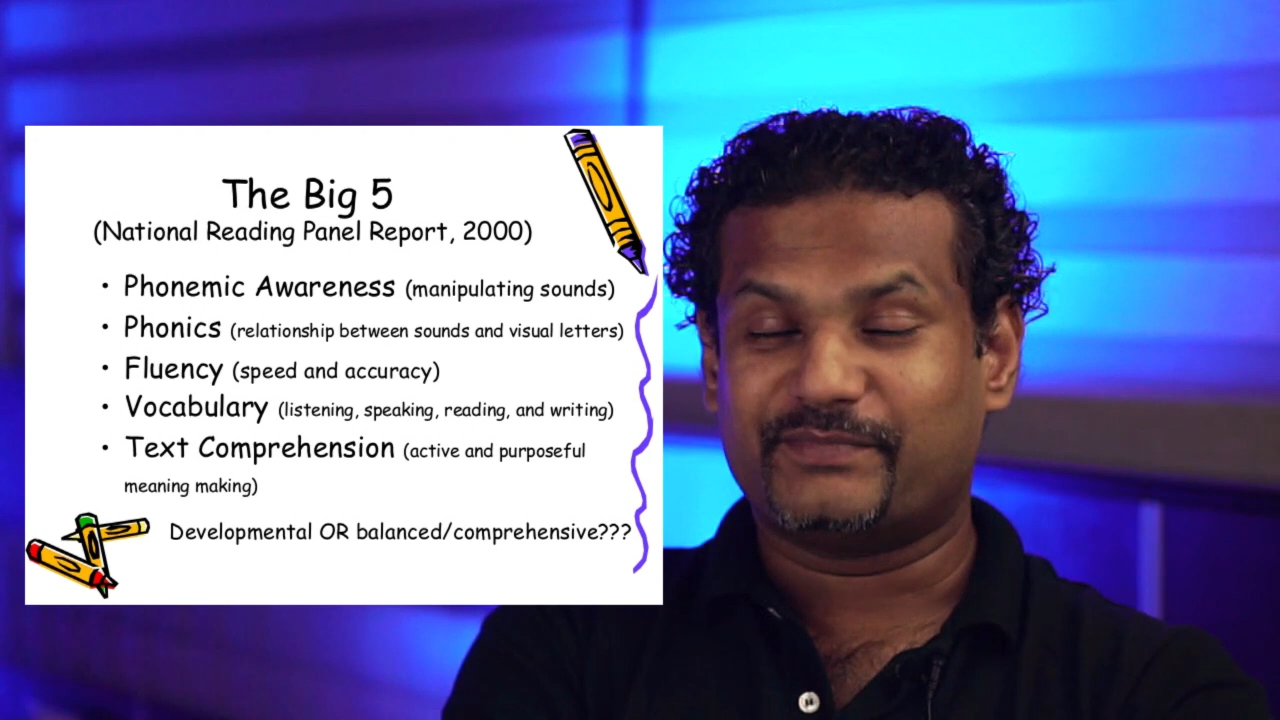 The Big 5
(National Reading Panel Report, 2000)
• Phonemic Awareness (manipulating sounds)
• Phonics (relationship between sounds and visual letters)
• Fluency (speed and accuracy)
• Vocabulary (listening, speaking, reading, and writing)
• Text Comprehension (active and purposeful
meaning making)
Developmental OR balanced/comprehensive???